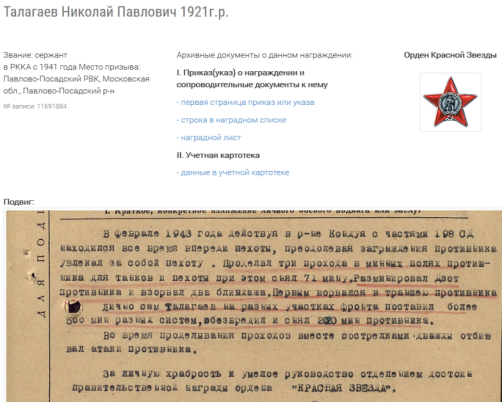 Талагаев Николай Павлович 1921г.р.
Звание: сержант
в РККА с 1941 года Место призыва:
Павлово-Посадский РВК, Московская
обл., Павлово-Посадский р-н
№ записи: 11691884
Архивные документы о данном награждении:
I. Приказ(указ) о награждении и
сопроводительные документы к нему
- первая страница приказ или указа
- строка в наградном списке
- наградной лист
II. Учетная картотека
- данные в учетной картотеке
Орден Красной Звезды
Подвиг:
ДЛЯ ПОДП
I. Краткое, конкретное изложение личного боевого подвига или заслуг
В феврале 1943 года действуя в р-не Кондуя с частями 198 СД
находился все время впереди пехоты, преодолевая заграждения противника
увлекал за собой пехоту . Проделал три прохода в минных полях против-
ника для танков и пехоты при этом снял 71 мину. Разминировал дзот
противника и взорвал два блиндажа. Первым ворвался в траншеи противника
Лично сам Талагаев на разных участках фронта поставил более
500 мин разных систем, обезвредил и снял мин противника.
Во время проделывания проходов вместе сострелками дважды отбив
вал атаки противника.
За личную храбрость и умелое руководство отделением достоин
правительственной награды ордена "КРАСНАЯ ЗВЕЗДА".